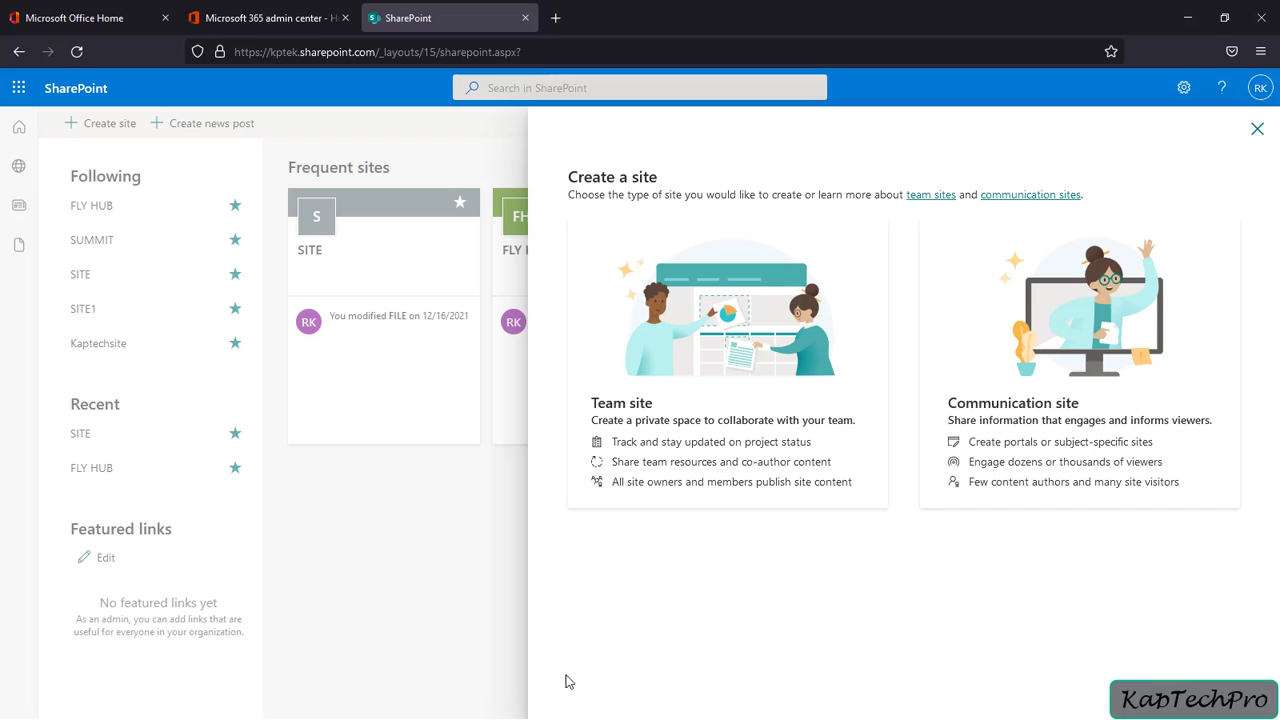 Microsoft Office Home
Microsoft 365 admin center - H
SharePoint
https://kptek.sharepoint.com/_layouts/15/sharepoint.aspx?
SharePoint
Search in SharePoint
RK
Create site
Create news post
Following
FLY HUB
SUMMIT
SITE
SITE1
Kaptechsite
Recent
SITE
FLY HUB
Featured links
Edit
No featured links yet
As an admin, you can add links that are
useful for everyone in your organization.
Frequent sites
S
SITE
RK
You modified FILE on 12/16/2021
FH
FLY
RK
Create a site
Choose the type of site you would like to create or learn more about team sites and communication sites.
Team site
Create a private space to collaborate with your team.
Track and stay updated on project status
Share team resources and co-author content
All site owners and members publish site content
Communication site
Share information that engages and informs viewers.
Create portals or subject-specific sites
Engage dozens or thousands of viewers
Few content authors and many site visitors
KapTechPro